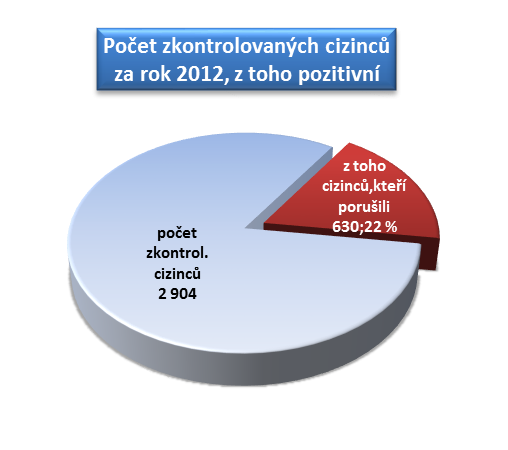 Počet zkontrolovaných cizinců
za rok 2012, z toho pozitivní
z toho
cizinců,kteří
porušili
630;22 %
počet
zkontrol.
cizinců
2 904